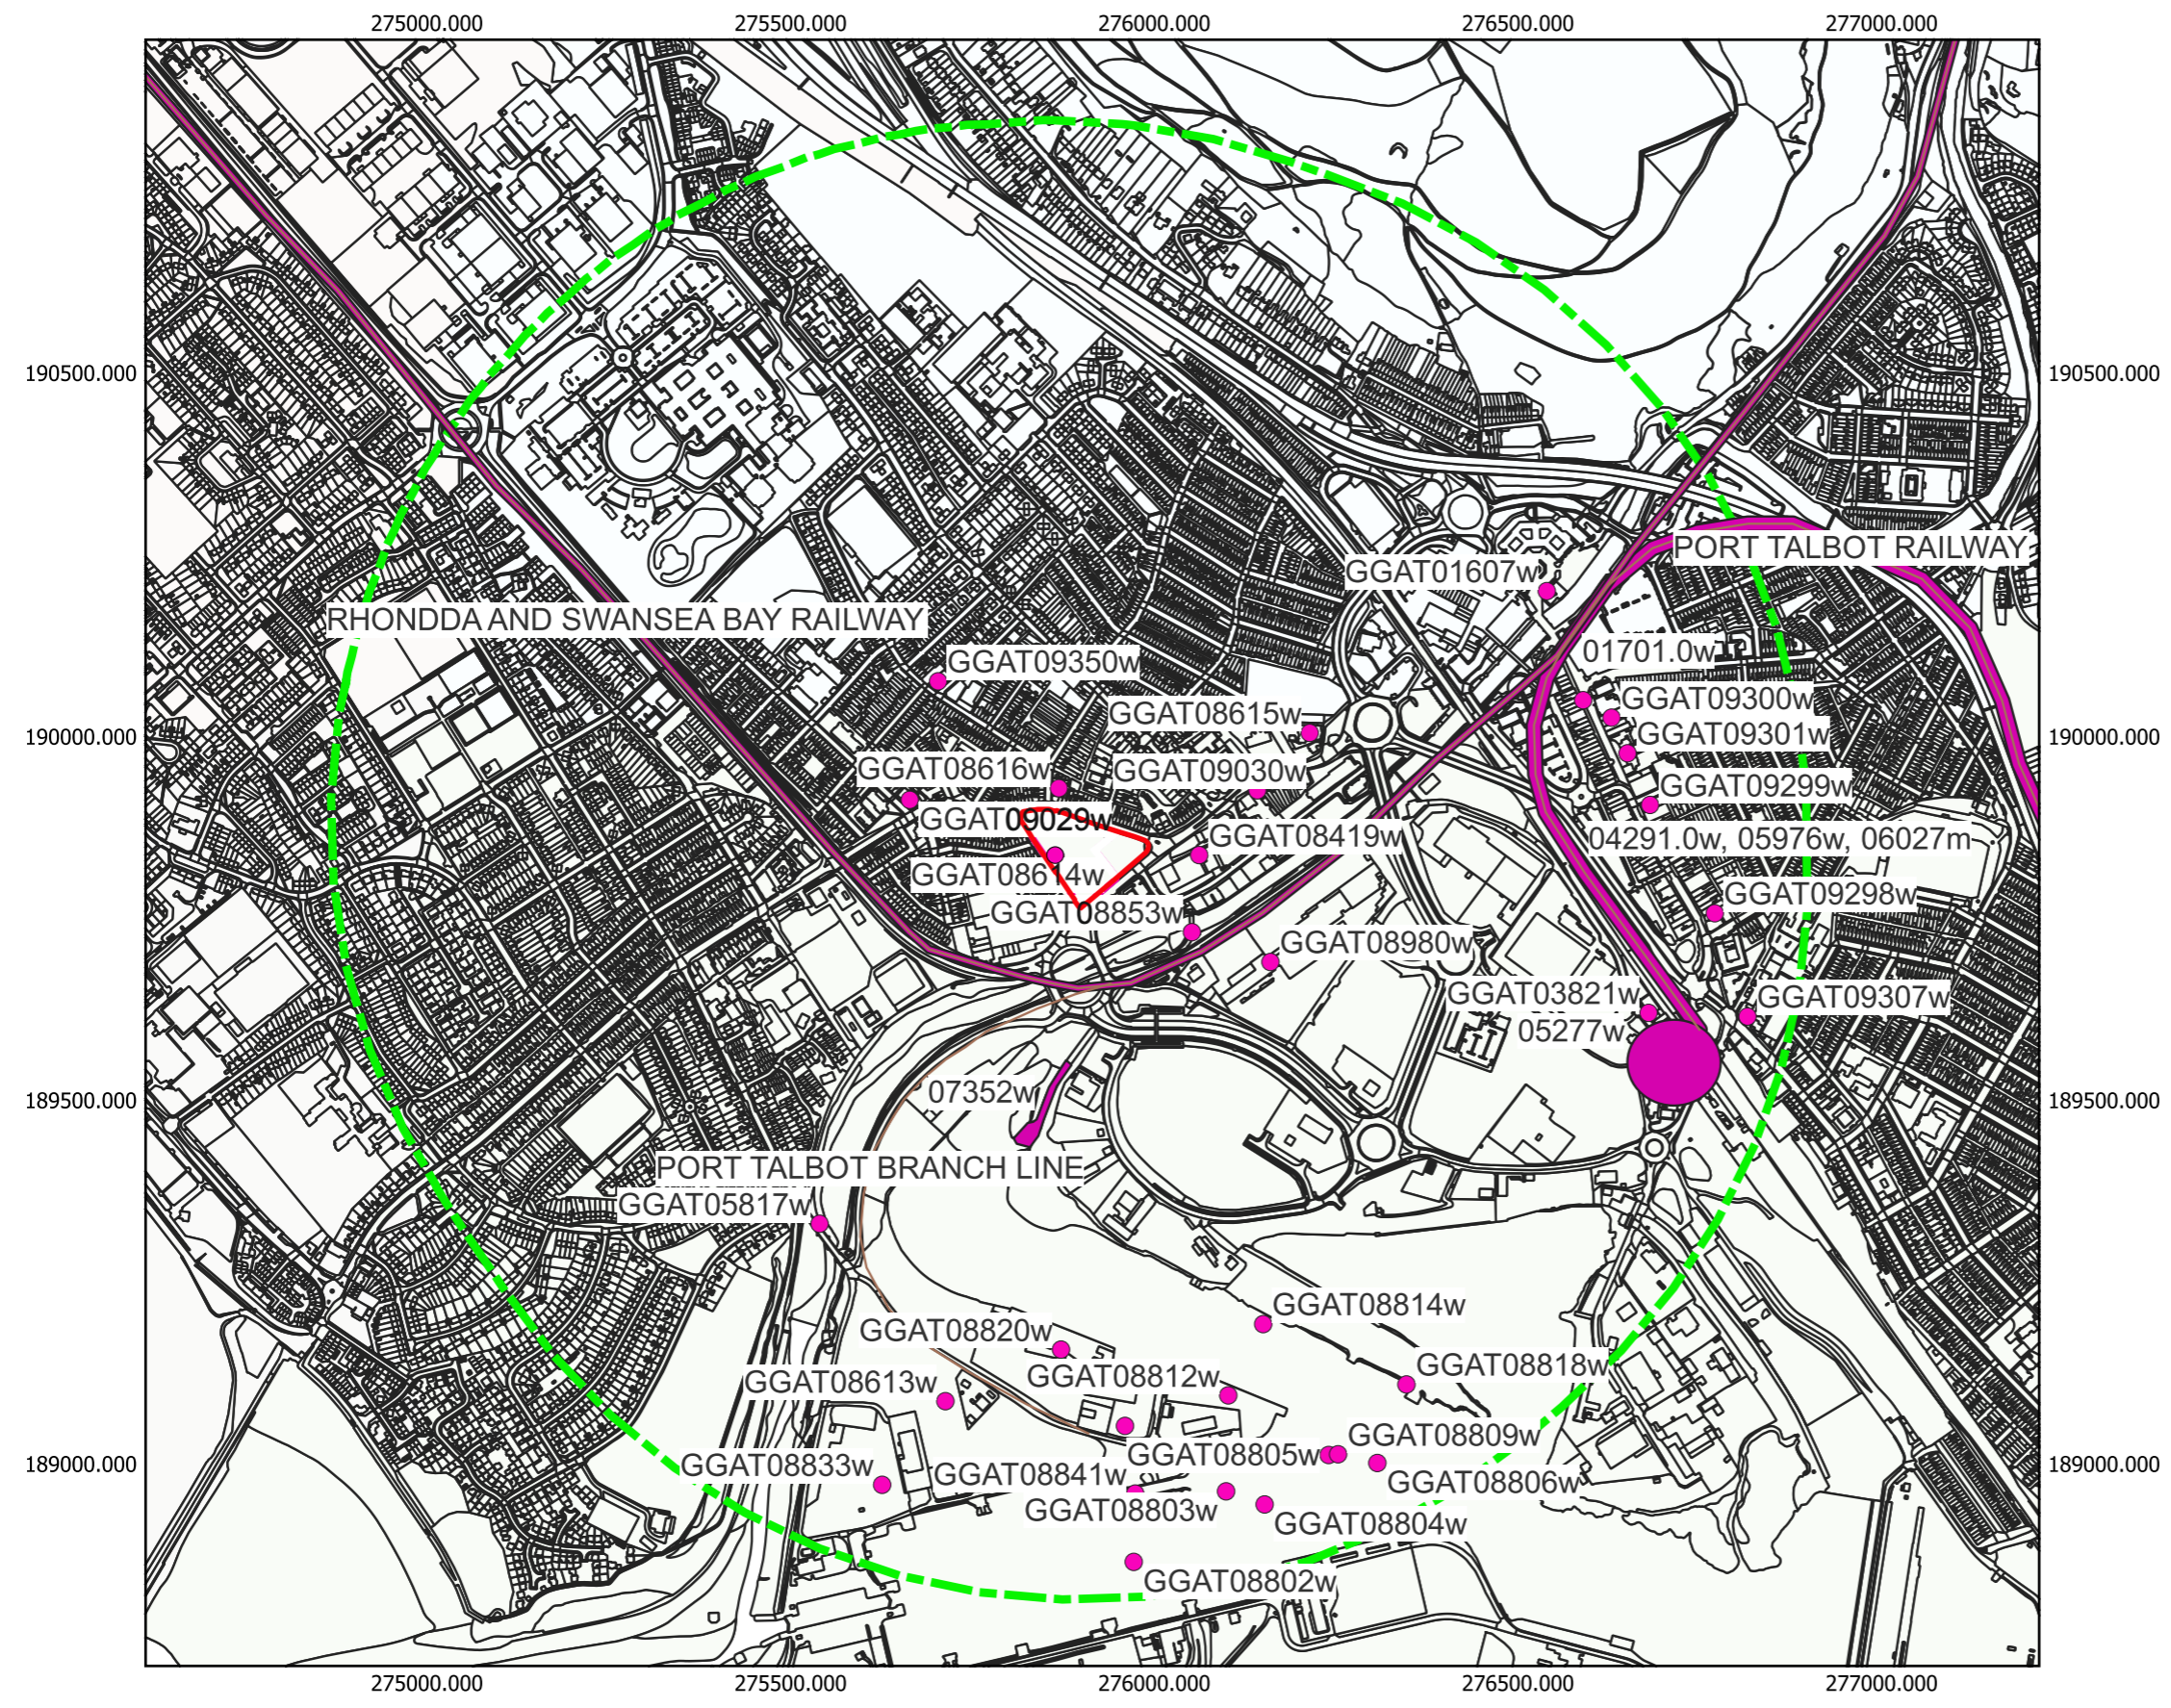 275000.000 275500.000 276000.000 276500.000 277000.000
190500.000 190500.000
PORT TALBOT RAILWAY
GGAT01607w
RHONDDA AND SWANSEA BAY RAILWAY
01701.0w
GGAT09350w
GGAT09300w
GGAT08615w
GGAT09301w
190000.000 190000.000
GGAT08616w GGAT09030w
GGAT09299w
GGAT09029w
GGAT08419w 04291.0w, 05976w, 06027m
GGAT08614w
GGAT09298w
GGAT08853w
GGAT08980w
GGAT03821w GGAT09307w
05277w
07352w
189500.000 189500.000
PORT TALBOT BRANCH LINE
GGAT05817w
GGAT08814w
GGAT08820w
GGAT08818w
GGAT08613w GGAT08812w
GGAT08809w
GGAT08805w
GGAT08833w GGAT08841w
189000.000 189000.000
GGAT08806w
GGAT08803w
GGAT08804w
GGAT08802w
275000.000 275500.000 276000.000 276500.000 277000.000